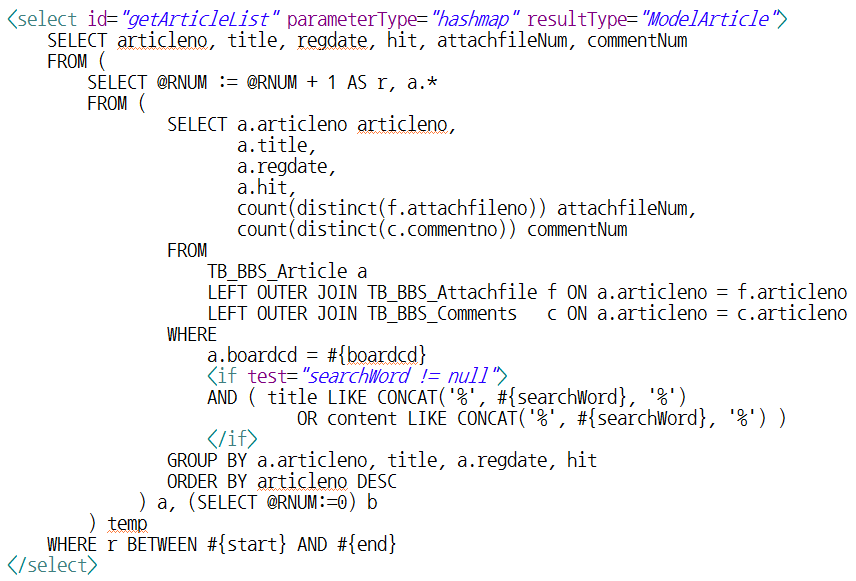 <select id="getArticleList" parameterType="hashmap" resultType="ModelArticle">
SELECT articleno, title, regdate, hit, attachfileNum, commentNum
FROM (
SELECT @RNUM := @RNUM + 1 AS r, a.*
FROM (
SELECT a.articleno articleno,
a.title,
a.regdate,
a.hit,
count(distinct(f.attachfileno)) attachfileNum,
count(distinct(c.commentno)) commentNum
FROM
TB_BBS_Article a
LEFT OUTER JOIN TB_BBS_Attachfile f ON a.articleno = f.articleno
LEFT OUTER JOIN TB_BBS_Comments c ON a.articleno = c.articleno
WHERE
a.boardcd = #{boardcd}
<if test="searchWord != null">
AND ( title LIKE CONCAT('%', #{searchWord}, '%')
OR content LIKE CONCAT('%', #{searchWord}, '%') )
</if>
GROUP BY a.articleno, title, a.regdate, hit
ORDER BY articleno DESC
) a, (SELECT @RNUM:=0) b
) temp
WHERE r BETWEEN #{start} AND #{end}
</select>